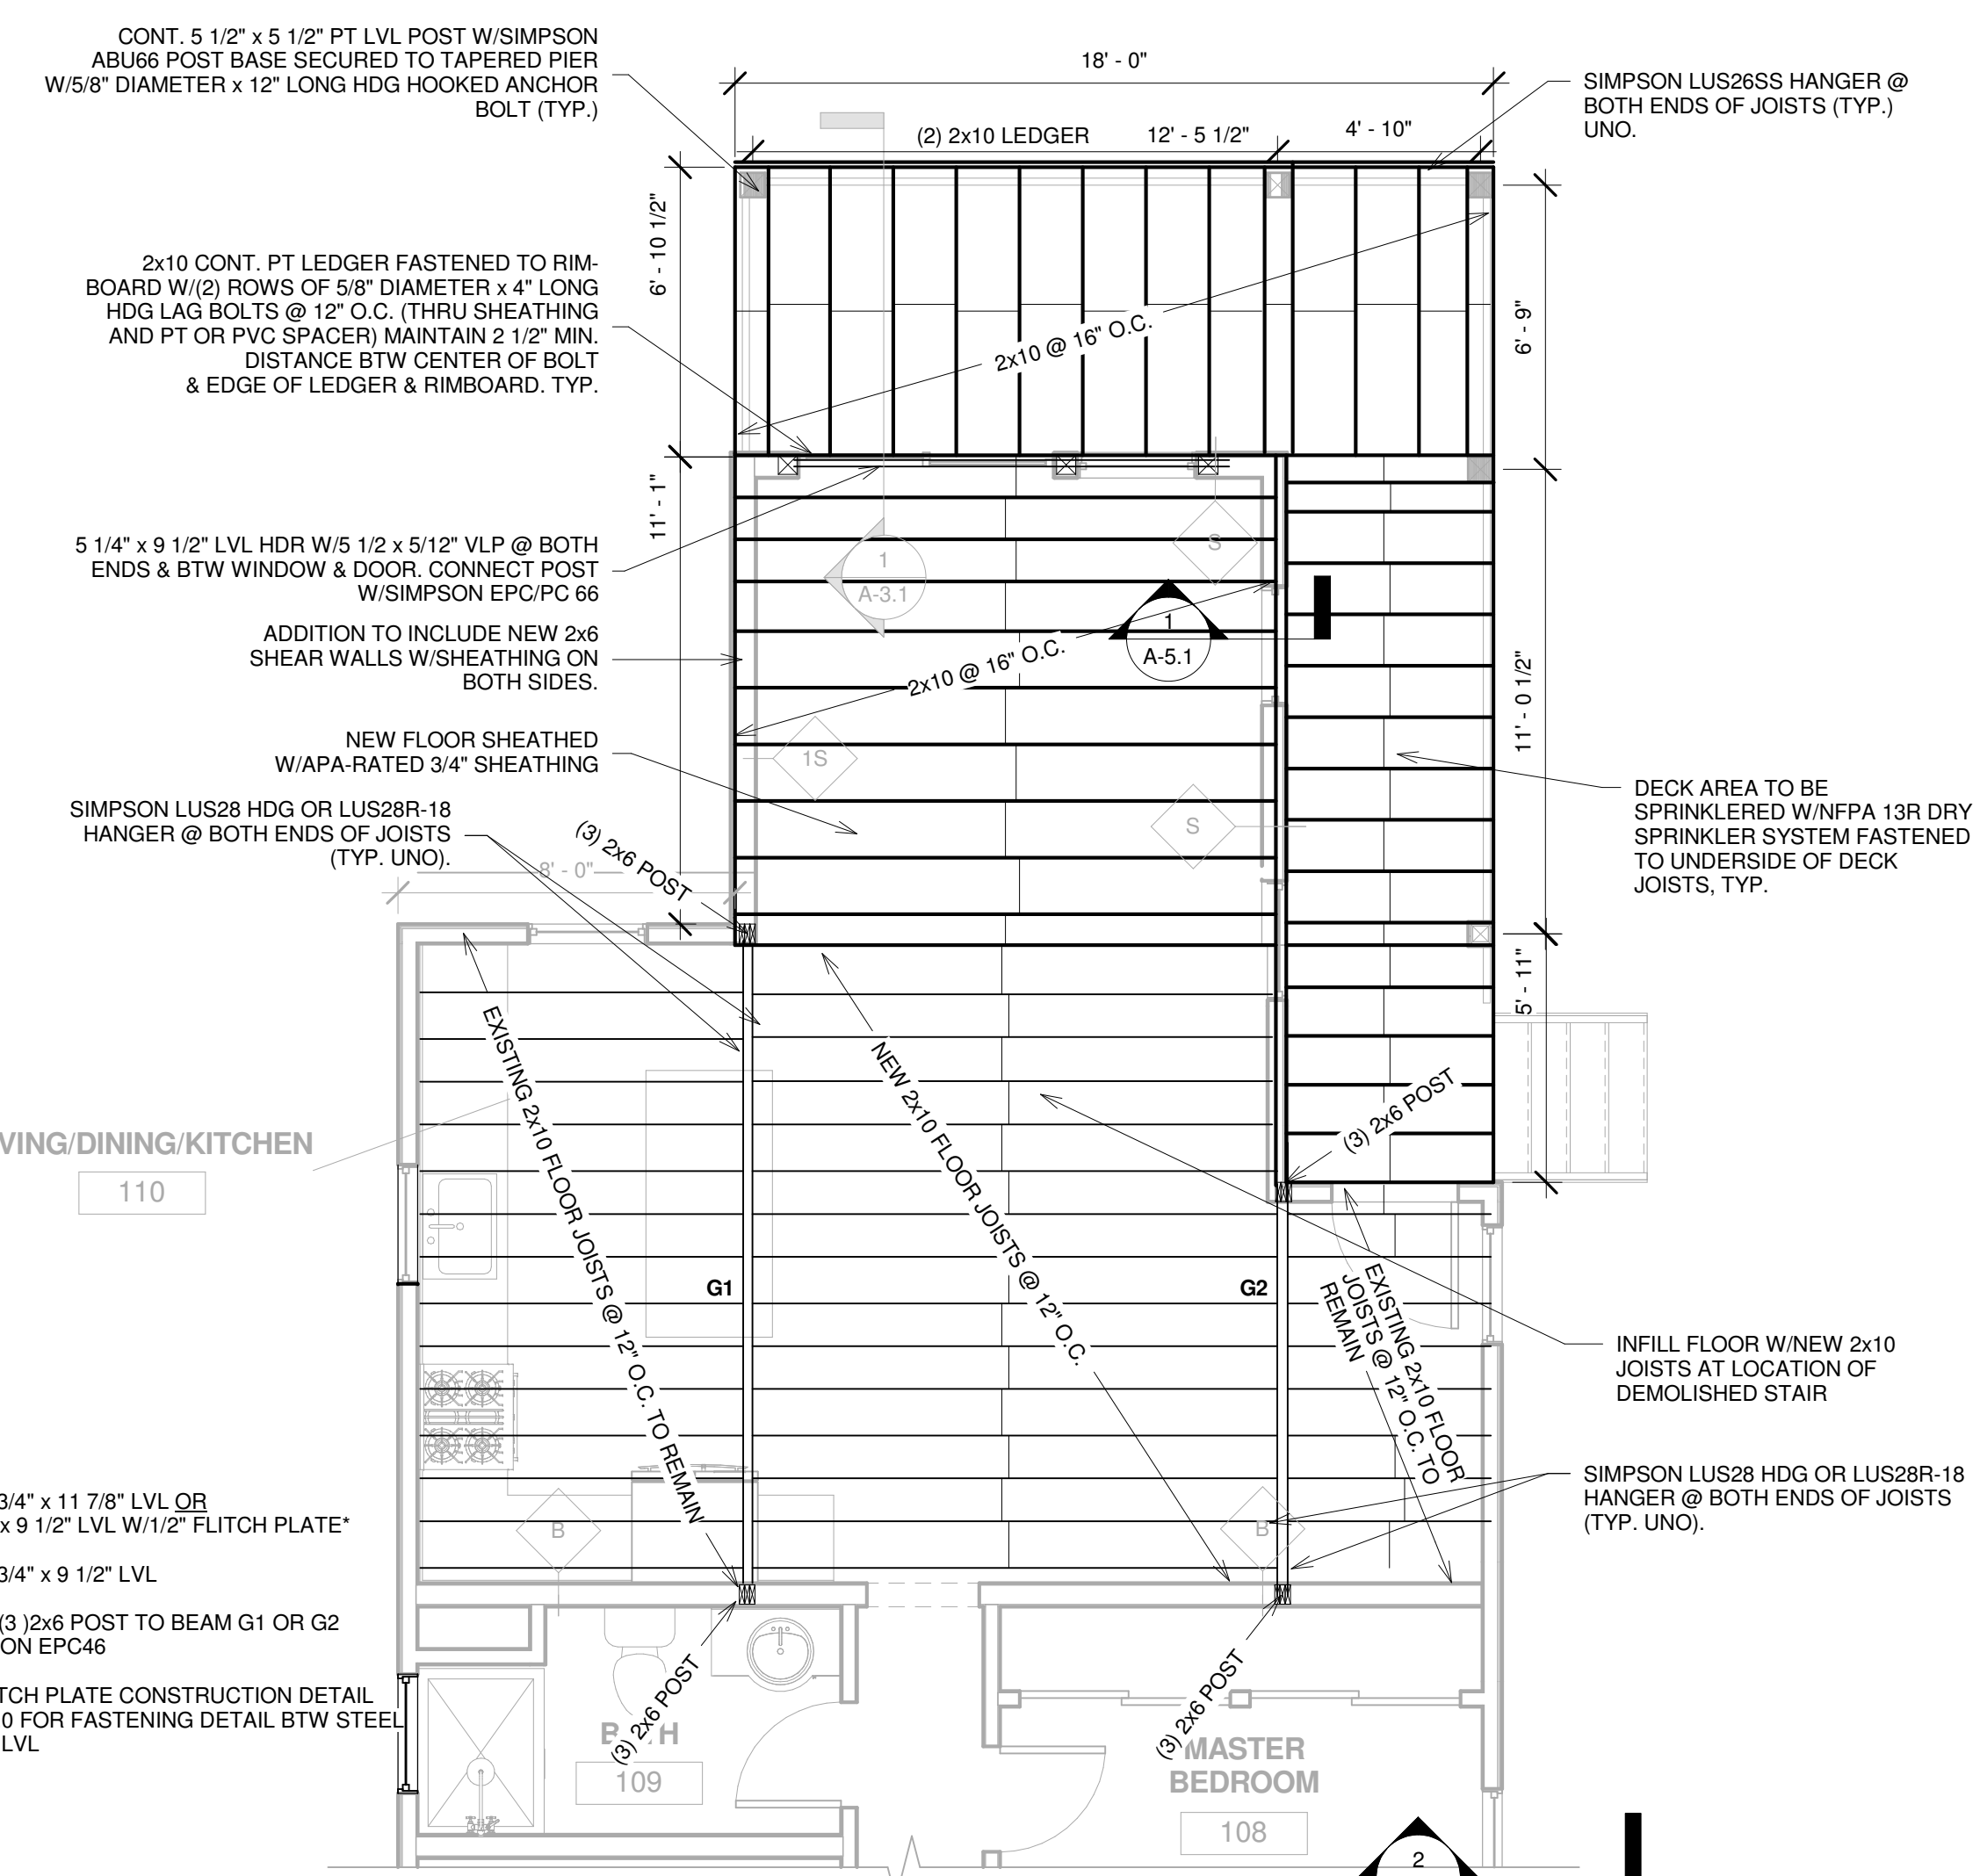 CONT. 5 1/2" x 5 1/2" PT LVL POST W/SIMPSON
ABU66 POST BASE SECURED TO TAPERED PIER
W/5/8" DIAMETER x 12" LONG HDG HOOKED ANCHOR
BOLT (TYP.)
18' - 0"
SIMPSON LUS26SS HANGER @
BOTH ENDS OF JOISTS (TYP.)
UNO.
(2) 2x10 LEDGER
12' - 5 1/2"
4' - 10"
6' - 10 1/2"
6' - 9"
2x10 CONT. PT LEDGER FASTENED TO RIM-
BOARD W/(2) ROWS OF 5/8" DIAMETER x 4" LONG
HDG LAG BOLTS @ 12" O.C. (THRU SHEATHING
AND PT OR PVC SPACER) MAINTAIN 2 1/2" MIN.
DISTANCE BTW CENTER OF BOLT
& EDGE OF LEDGER & RIMBOARD. TYP.
2x10 @ 16" O.C.
11' - 1"
5 1/4" x 9 1/2" LVL HDR W/5 1/2 x 5/12" VLP @ BOTH
ENDS & BTW WINDOW & DOOR. CONNECT POST
W/SIMPSON EPC/PC 66
1
A-3.1
S
ADDITION TO INCLUDE NEW 2x6
SHEAR WALLS W/SHEATHING ON
BOTH SIDES.
1
A-5.1
2x10 @ 16" O.C.
11' - 0 1/2"
NEW FLOOR SHEATHED
W/APA-RATED 3/4" SHEATHING
1S
S
DECK AREA TO BE
SPRINKLERED W/NFPA 13R DRY
SPRINKLER SYSTEM FASTENED
TO UNDERSIDE OF DECK
JOISTS, TYP.
SIMPSON LUS28 HDG OR LUS28R-18
HANGER @ BOTH ENDS OF JOISTS
(TYP. UNO).
(3) 2x6 POST
8' - 0"
5' - 11"
EXISTING 2x10 FLOOR JOISTS @ 12" O.C. TO REMAIN
NEW 2x10 FLOOR JOISTS @ 12" O.C.
(3) 2x6 POST
VING/DINING/KITCHEN
110
G1
G2
EXISTING 2x10 FLOOR
JOISTS @ 12" O.C. TO
REMAIN
INFILL FLOOR W/NEW 2x10
JOISTS AT LOCATION OF
DEMOLISHED STAIR
SIMPSON LUS28 HDG OR LUS28R-18
HANGER @ BOTH ENDS OF JOISTS
(TYP. UNO).
B
B
3/4" x 11 7/8" LVL OR
x 9 1/2" LVL W/1/2" FLITCH PLATE*
3/4" x 9 1/2" LVL
(3 )2x6 POST TO BEAM G1 OR G2
ON EPC46
TCH PLATE CONSTRUCTION DETAIL
0 FOR FASTENING DETAIL BTW STEEL
LVL
(3) 2x6 POST
109
(3) 2x6 POST
MASTER
BEDROOM
108
2